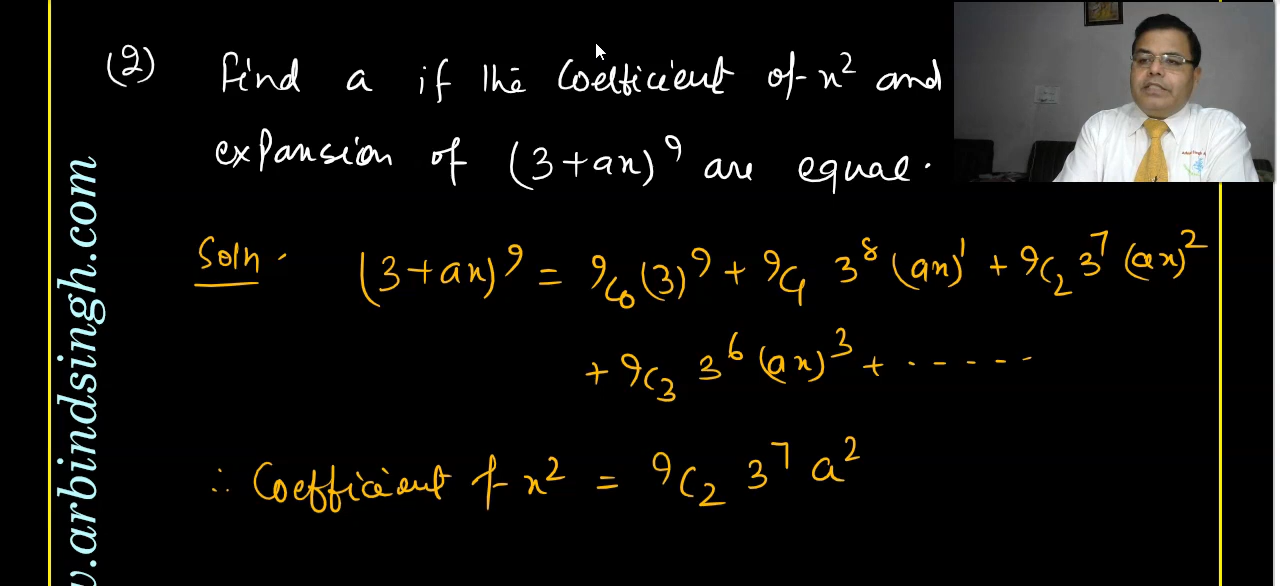 (2) Find a if the coefficient of x² and
expansion of (3+ax)⁹ are equal.
Soln.
(3+ax)⁹ = ⁹C₀ (3)⁹ + ⁹C₁ 3⁸ (ax)¹ + ⁹C₂ 3⁷ (ax)²
+ ⁹C₃ 3⁶ (ax)³ + ------
∴ Coefficient of x² = ⁹C₂ 3⁷ a²
w.arbindsingh.com